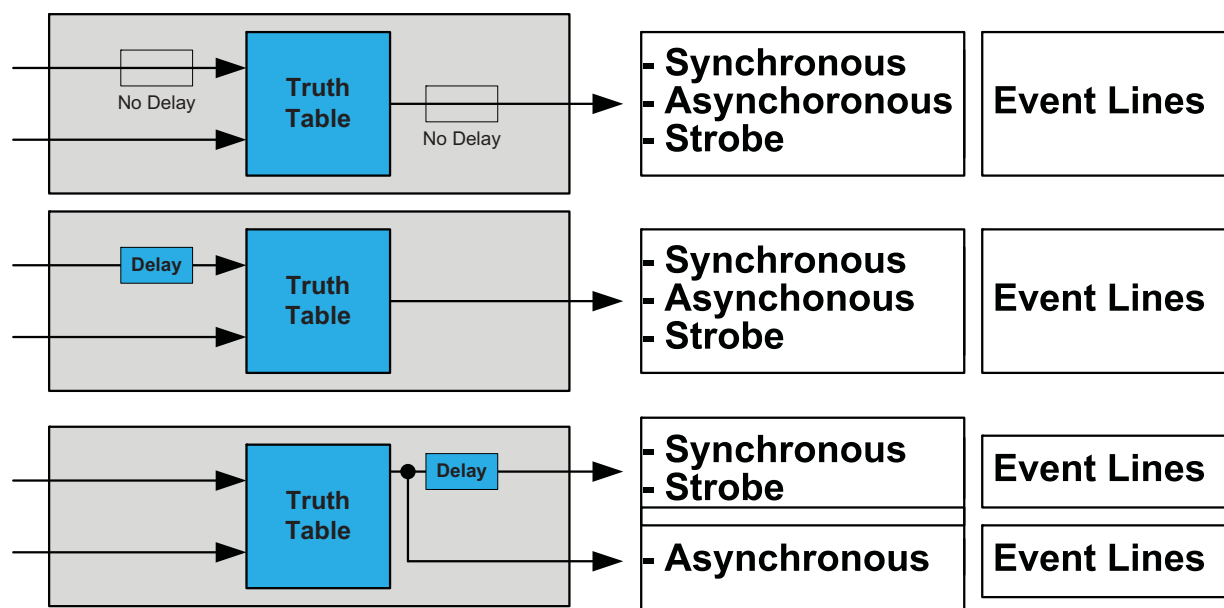 No Delay
Truth
Table
No Delay
- Synchronous
- Asynchoronous
- Strobe
Event Lines
Delay
Truth
Table
- Synchronous
- Asynchonous
- Strobe
Event Lines
Truth
Table
Delay
- Synchronous
- Strobe
Event Lines
- Asynchronous
Event Lines